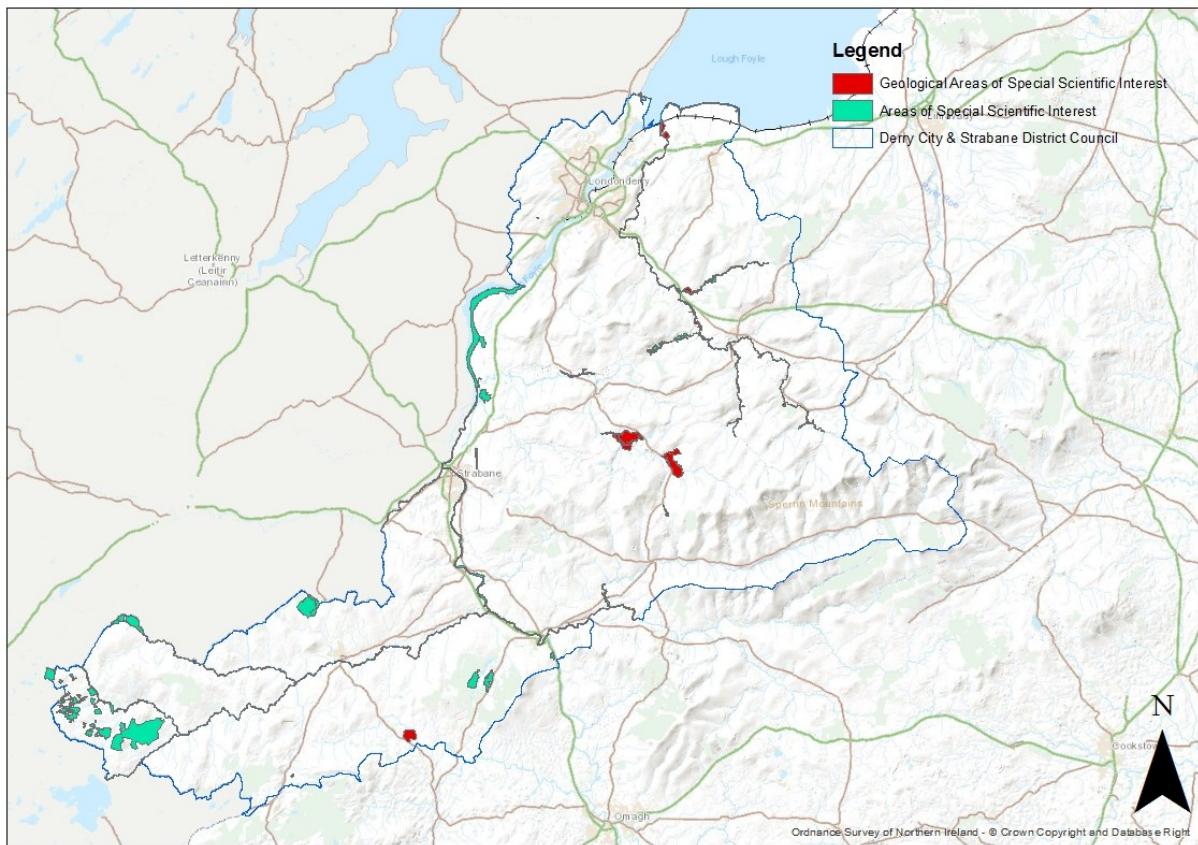 Legend
Geological Areas of Special Scientific Interest
Areas of Special Scientific Interest
Derry City & Strabane District Council
Lough Foyle
Londonderry
Letterkenny
(Leitir
Ceanainn)
Foyle
Strabane
Sperrin Mountains
N
Omagh
Ordnance Survey of Northern Ireland - © Crown Copyright and Database Right